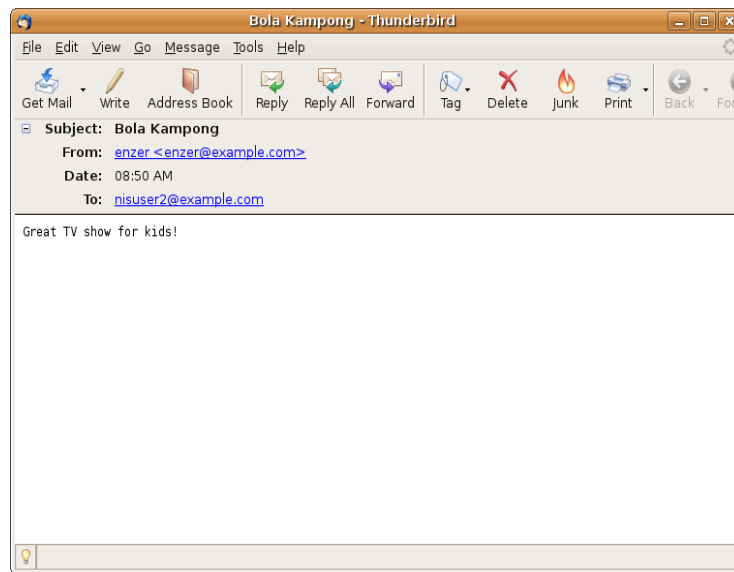 Bola Kampong - Thunderbird
File Edit View Go Message Tools Help
Get Mail Write Address Book Reply Reply All Forward Tag Delete Junk Print Back
Subject: Bola Kampong
From: enzer <enzer@example.com>
Date: 08:50 AM
To: nisuser2@example.com
Great TV show for kids!